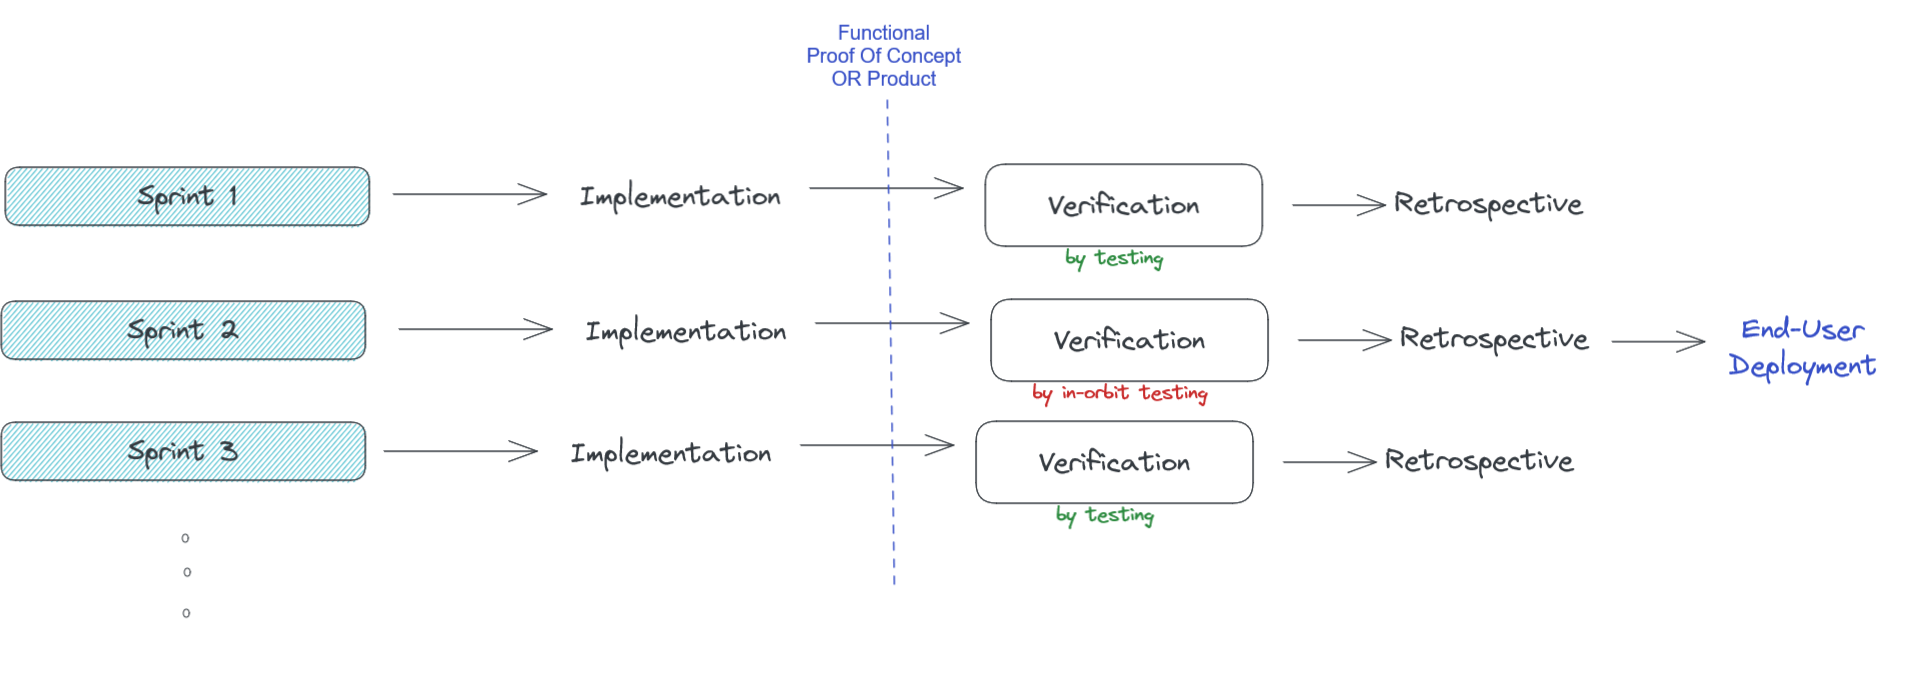 Functional
Proof Of Concept
OR Product
Sprint 1
Implementation
Verification
Retrospective
by testing
Sprint 2
Implementation
Verification
Retrospective
End-User
Deployment
by in-orbit testing
Sprint 3
Implementation
Verification
Retrospective
by testing